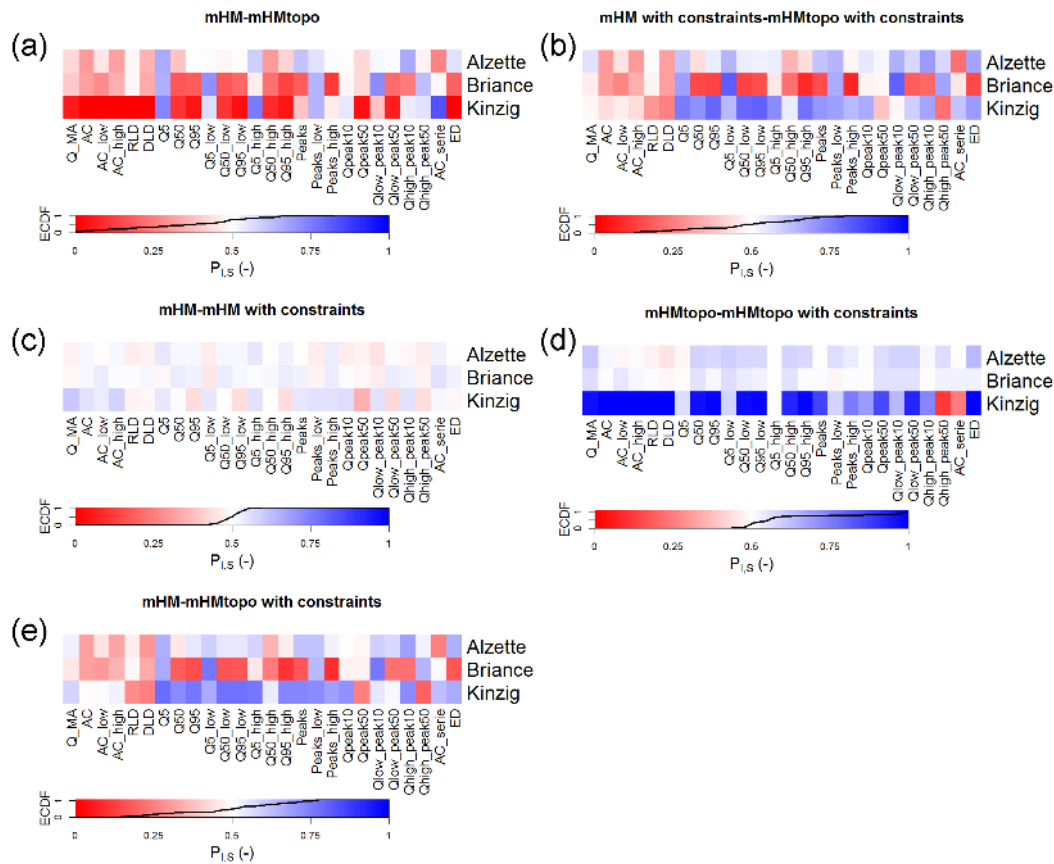 mHM-mHMtopo
(a)
Alzette
Briance
Kinzig
Q_MA AC AC_low AC_high RLD DLD Q5 Q50 Q95 Q5_low Q50_low Q95_low Q5_high Q50_high Q95_high Peaks Peaks_low Peaks_high Qpeak10 Qpeak50 Qlow_peak10 Qlow_peak50 Qhigh_peak10 Qhigh_peak50 AC_serie ED
ECDF
0 1
0 0.25 0.5 0.75 1
P_I,S (-)
mHM with constraints-mHMtopo with constraints
(b)
Alzette
Briance
Kinzig
Q_MA AC AC_low AC_high RLD DLD Q5 Q50 Q95 Q5_low Q50_low Q95_low Q5_high Q50_high Q95_high Peaks Peaks_low Peaks_high Qpeak10 Qpeak50 Qlow_peak10 Qlow_peak50 Qhigh_peak10 Qhigh_peak50 AC_serie ED
ECDF
0 1
0 0.25 0.5 0.75 1
P_I,S (-)
mHM-mHM with constraints
(c)
Alzette
Briance
Kinzig
Q_MA AC AC_low AC_high RLD DLD Q5 Q50 Q95 Q5_low Q50_low Q95_low Q5_high Q50_high Q95_high Peaks Peaks_low Peaks_high Qpeak10 Qpeak50 Qlow_peak10 Qlow_peak50 Qhigh_peak10 Qhigh_peak50 AC_serie ED
ECDF
0 1
0 0.25 0.5 0.75 1
P_I,S (-)
mHMtopo-mHMtopo with constraints
(d)
Alzette
Briance
Kinzig
Q_MA AC AC_low AC_high RLD DLD Q5 Q50 Q95 Q5_low Q50_low Q95_low Q5_high Q50_high Q95_high Peaks Peaks_low Peaks_high Qpeak10 Qpeak50 Qlow_peak10 Qlow_peak50 Qhigh_peak10 Qhigh_peak50 AC_serie ED
ECDF
0 1
0 0.25 0.5 0.75 1
P_I,S (-)
mHM-mHMtopo with constraints
(e)
Alzette
Briance
Kinzig
Q_MA AC AC_low AC_high RLD DLD Q5 Q50 Q95 Q5_low Q50_low Q95_low Q5_high Q50_high Q95_high Peaks Peaks_low Peaks_high Qpeak10 Qpeak50 Qlow_peak10 Qlow_peak50 Qhigh_peak10 Qhigh_peak50 AC_serie ED
ECDF
0 1
0 0.25 0.5 0.75 1
P_I,S (-)